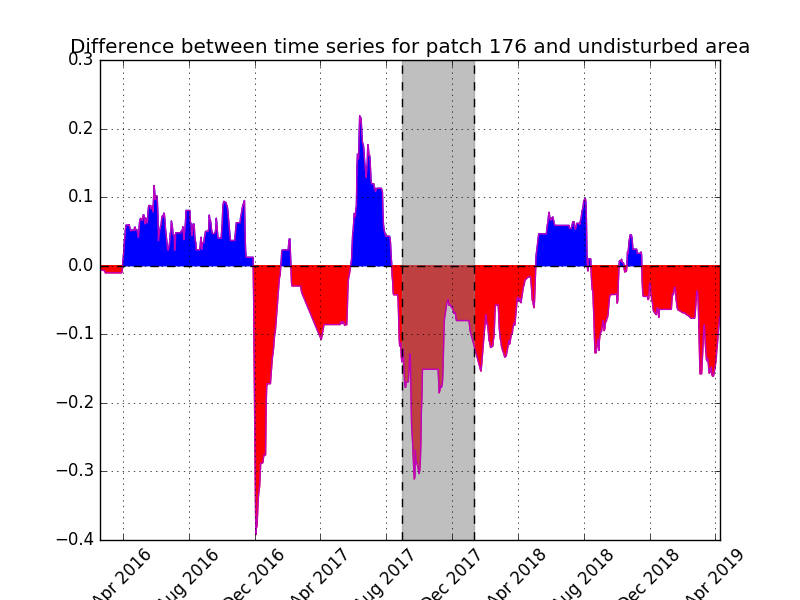 Difference between time series for patch 176 and undisturbed area
0.3
0.2
0.1
0.0
−0.1
−0.2
−0.3
−0.4
Apr 2016
Aug 2016
Dec 2016
Apr 2017
Aug 2017
Dec 2017
Apr 2018
Aug 2018
Dec 2018
Apr 2019